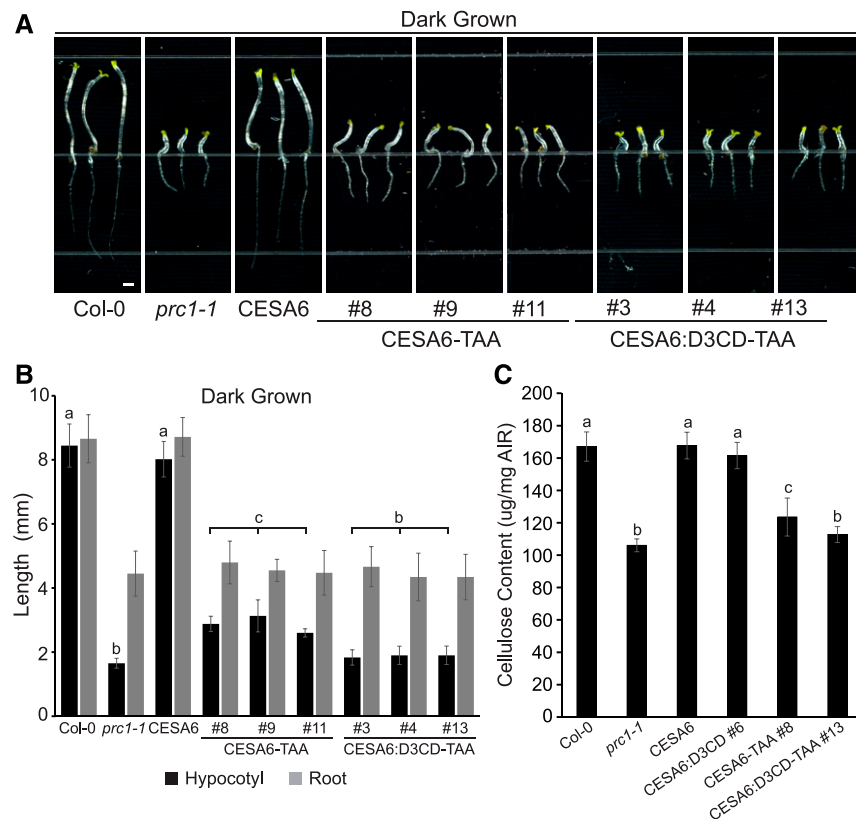 A
Dark Grown
Col-0 prc1-1 CESA6 #8 #9 #11 #3 #4 #13
CESA6-TAA CESA6:D3CD-TAA
B
Dark Grown
10
8
6
4
2
0
Length (mm)
a
b
a
c
b
Col-0 prc1-1 CESA6 #8 #9 #11 #3 #4 #13
CESA6-TAA CESA6:D3CD-TAA
Hypocotyl Root
C
200
180
160
140
120
100
80
60
40
20
0
Cellulose Content (ug/mg AIR)
a
b
a
a
c
b
Col-0
prc1-1
CESA6
CESA6:D3CD #6
CESA6-TAA #8
CESA6:D3CD-TAA #13